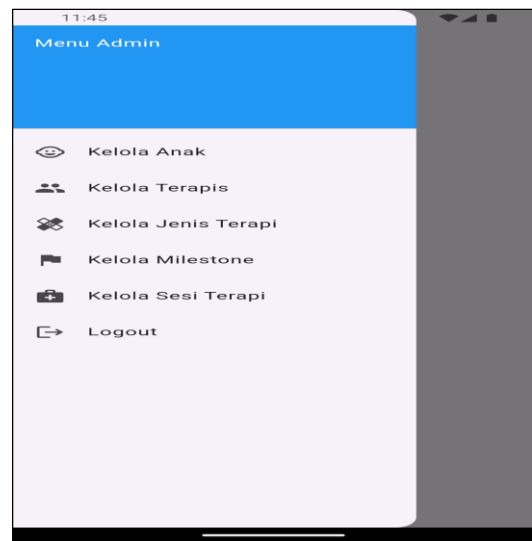 11:45
Menu Admin
Kelola Anak
Kelola Terapis
Kelola Jenis Terapi
Kelola Milestone
Kelola Sesi Terapi
Logout